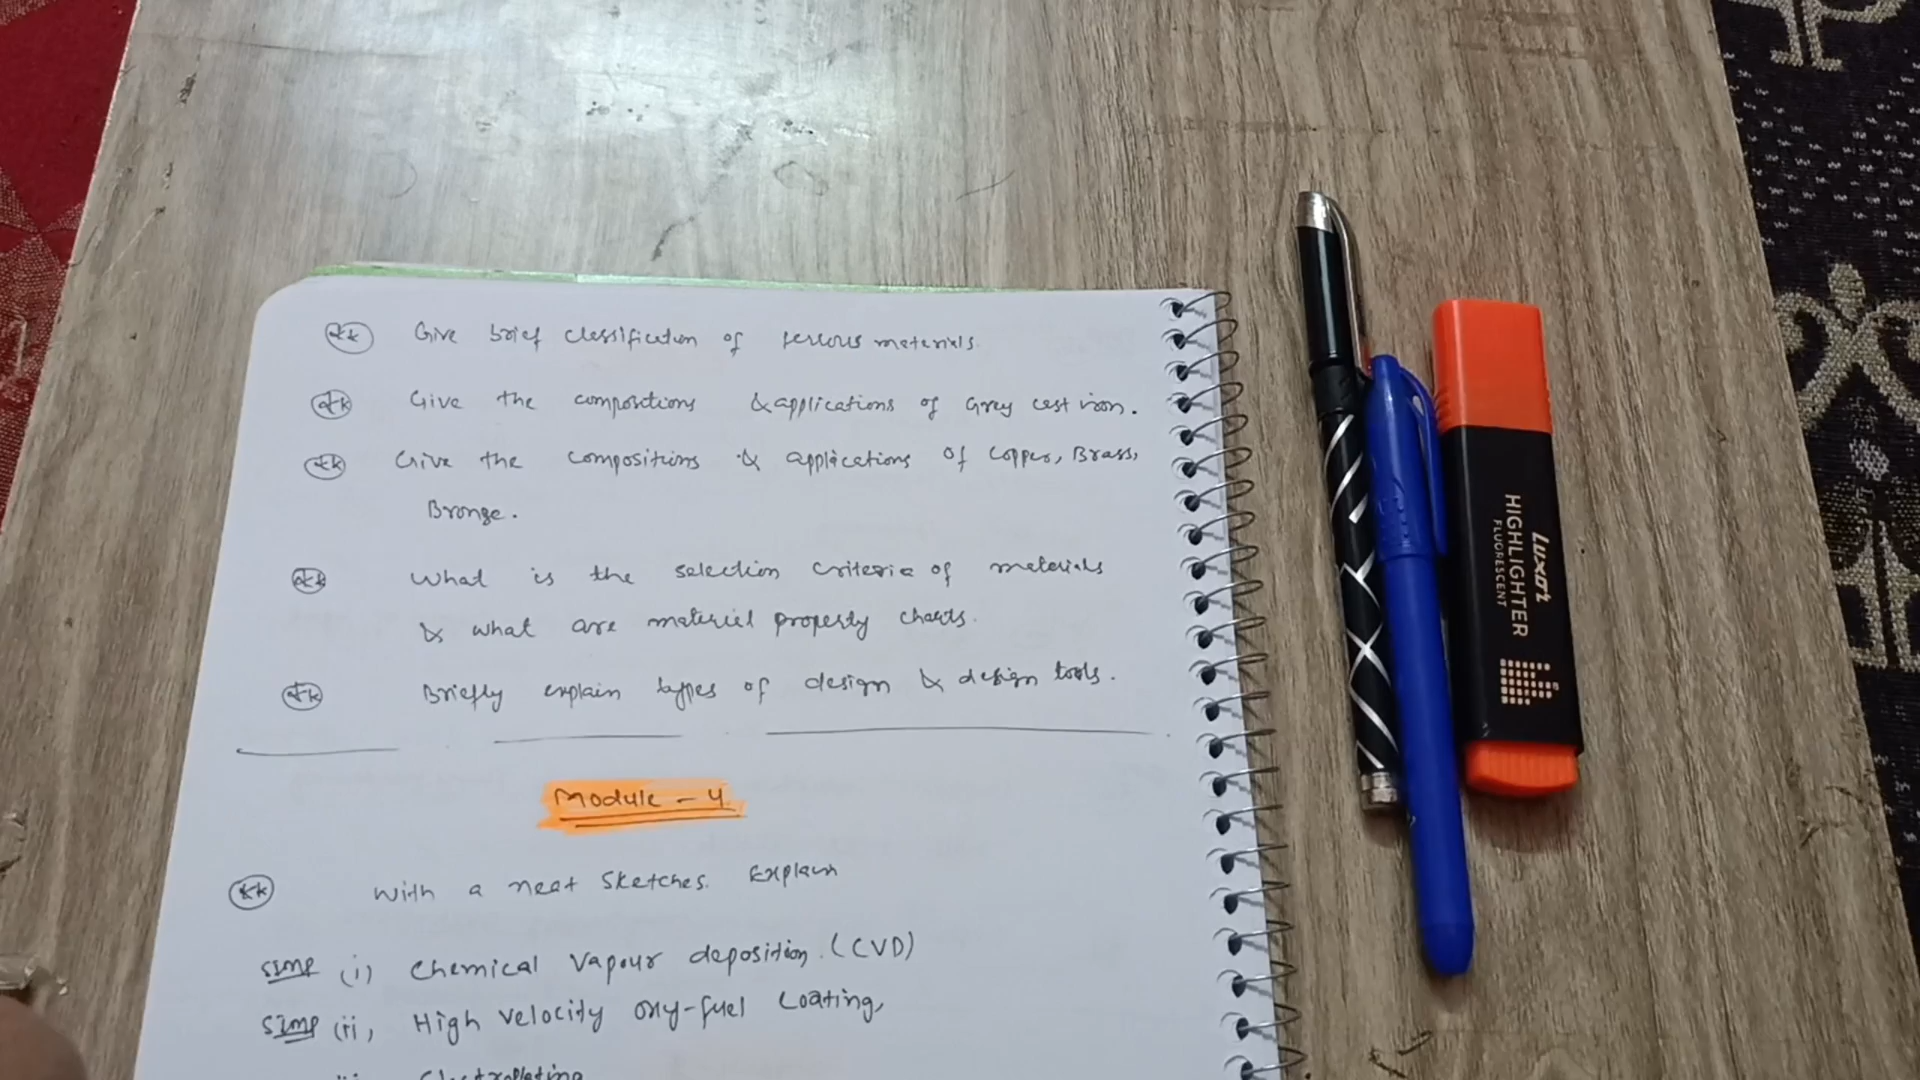 ** Give brief classification of ferrous materials.
** Give the compositions & applications of Grey cast iron.
** Give the compositions & applications of Copper, Brass,
Bronze.
** What is the selection criteria of materials
& what are material property charts.
** Briefly explain types of design & design tools.
Module - 4
** With a neat sketches. Explain
(i) Chemical Vapour deposition. (CVD)
(ii) High velocity oxy-fuel coating,
Electroplating
Luxor
HIGHLIGHTER
FLUORESCENT